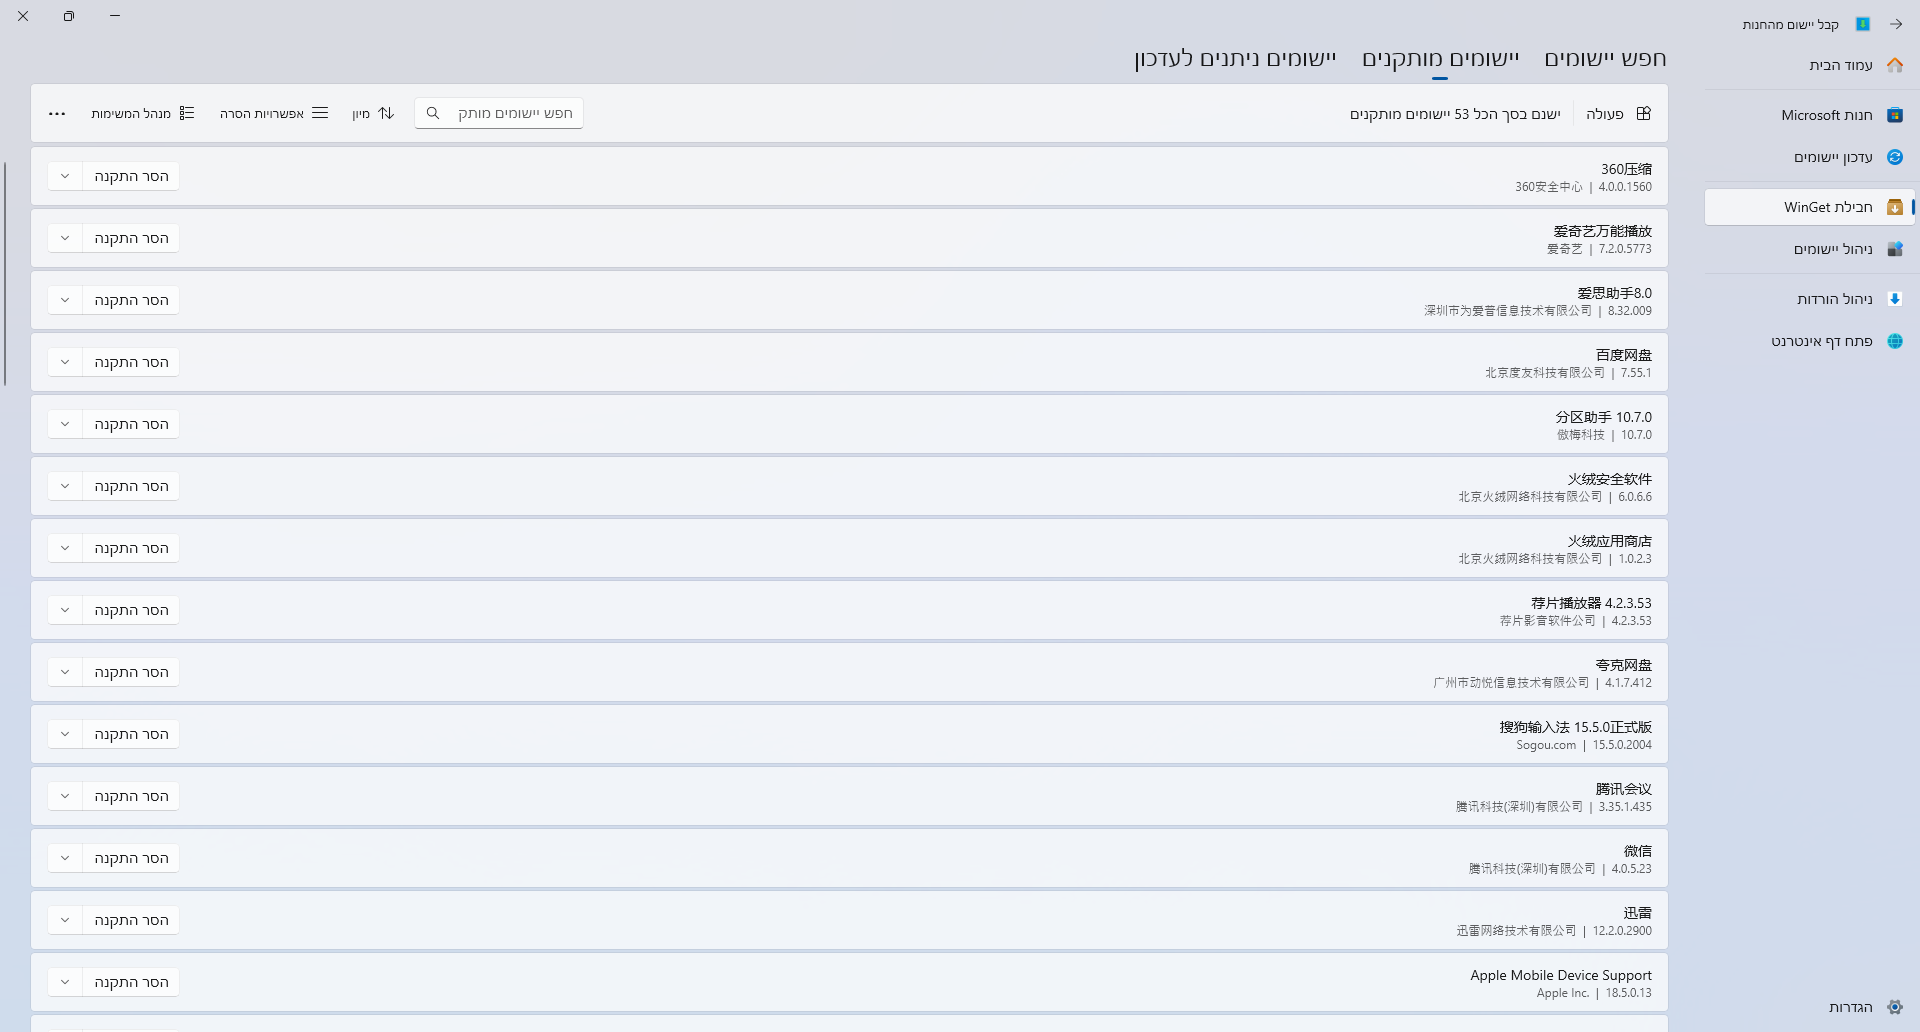 קבל יישום מהחנות
עמוד הבית
חנות Microsoft
עדכון יישומים
חבילת WinGet
ניהול יישומים
ניהול הורדות
פתח דף אינטרנט
הגדרות
חפש יישומים
יישומים מותקנים
יישומים ניתנים לעדכון
פעולה
ישנם בסך הכל 53 יישומים מותקנים
חפש יישומים מותק
מיון
אפשרויות הסרה
מנהל המשימות
360压缩
360安全中心 | 4.0.0.1560
הסר התקנה
爱奇艺万能播放
爱奇艺 | 7.2.0.5773
הסר התקנה
爱思助手8.0
深圳市为爱普信息技术有限公司 | 8.32.009
הסר התקנה
百度网盘
北京度友科技有限公司 | 7.55.1
הסר התקנה
分区助手 10.7.0
傲梅科技 | 10.7.0
הסר התקנה
火绒安全软件
北京火绒网络科技有限公司 | 6.0.6.6
הסר התקנה
火绒应用商店
北京火绒网络科技有限公司 | 1.0.2.3
הסר התקנה
荐片播放器 4.2.3.53
荐片影音软件公司 | 4.2.3.53
הסר התקנה
夸克网盘
广州市动悦信息技术有限公司 | 4.1.7.412
הסר התקנה
搜狗输入法 15.5.0正式版
Sogou.com | 15.5.0.2004
הסר התקנה
腾讯会议
腾讯科技(深圳)有限公司 | 3.35.1.435
הסר התקנה
微信
腾讯科技(深圳)有限公司 | 4.0.5.23
הסר התקנה
迅雷
迅雷网络技术有限公司 | 12.2.0.2900
הסר התקנה
Apple Mobile Device Support
Apple Inc. | 18.5.0.13
הסר התקנה